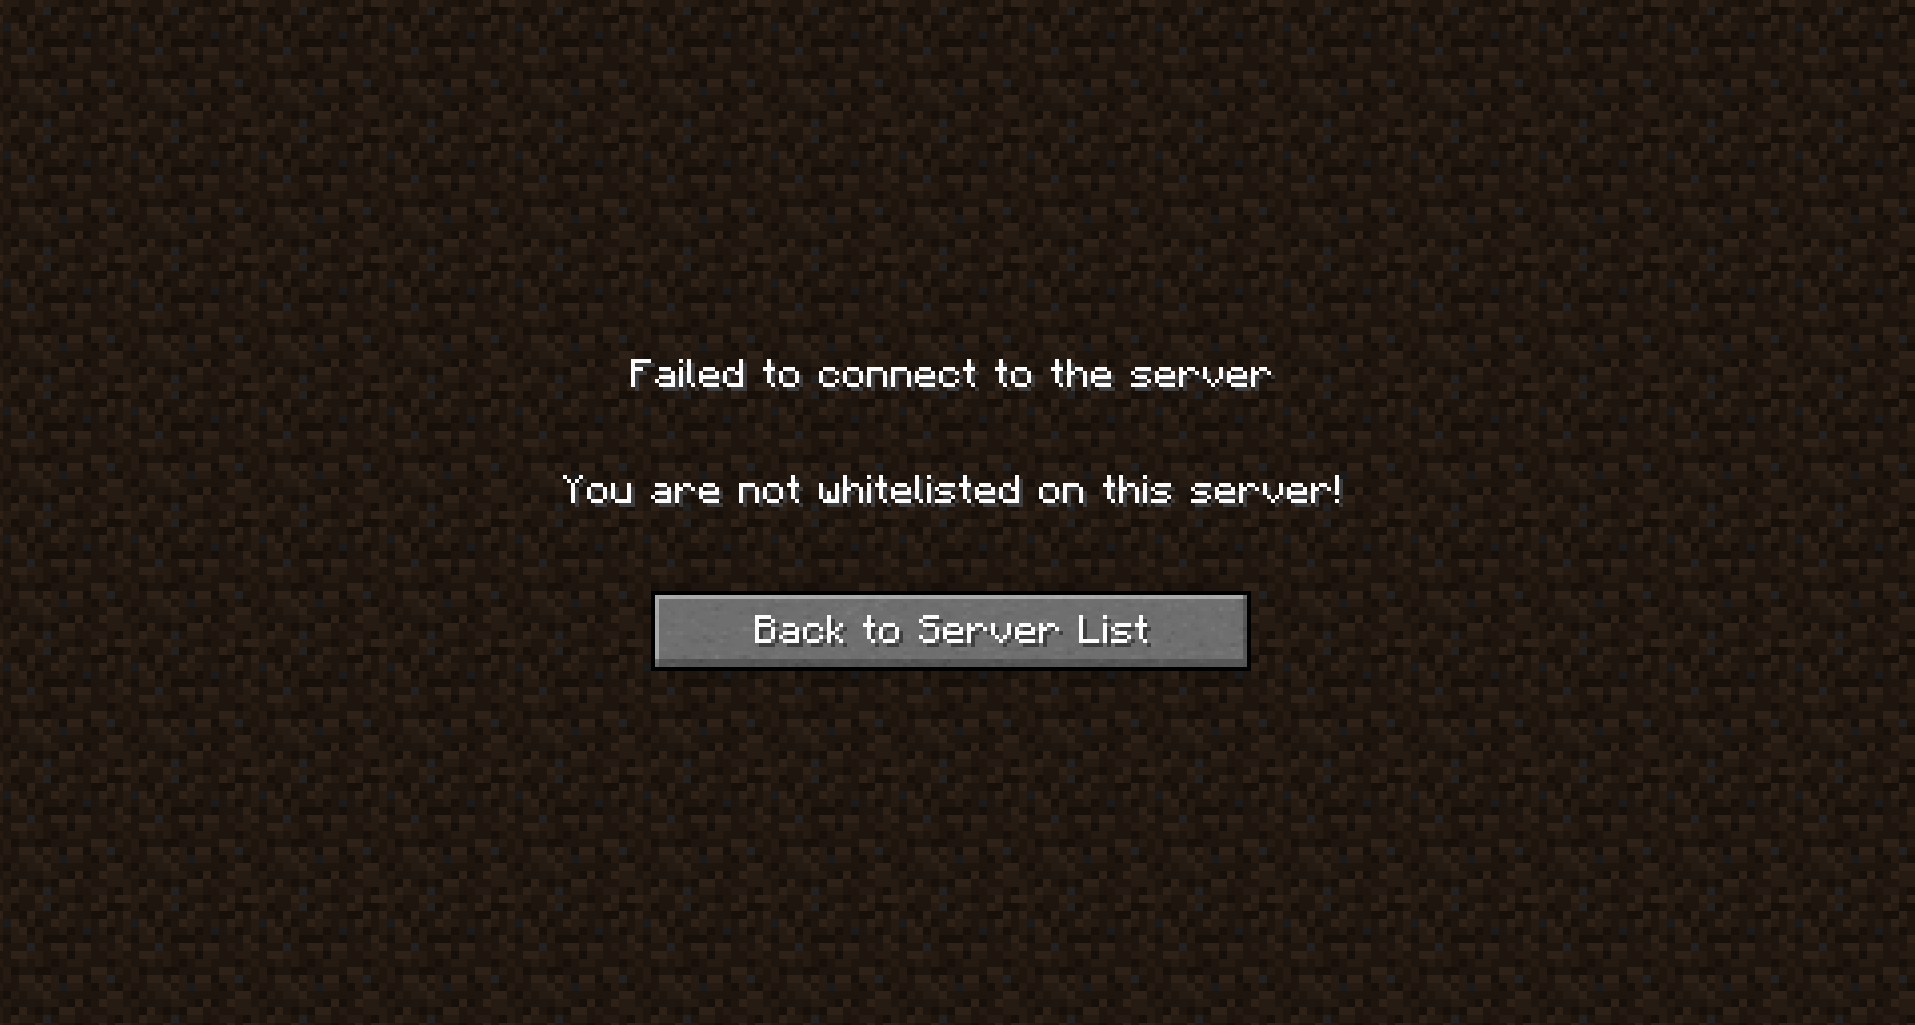 Failed to connect to the server
You are not whitelisted on this server!
Back to Server List